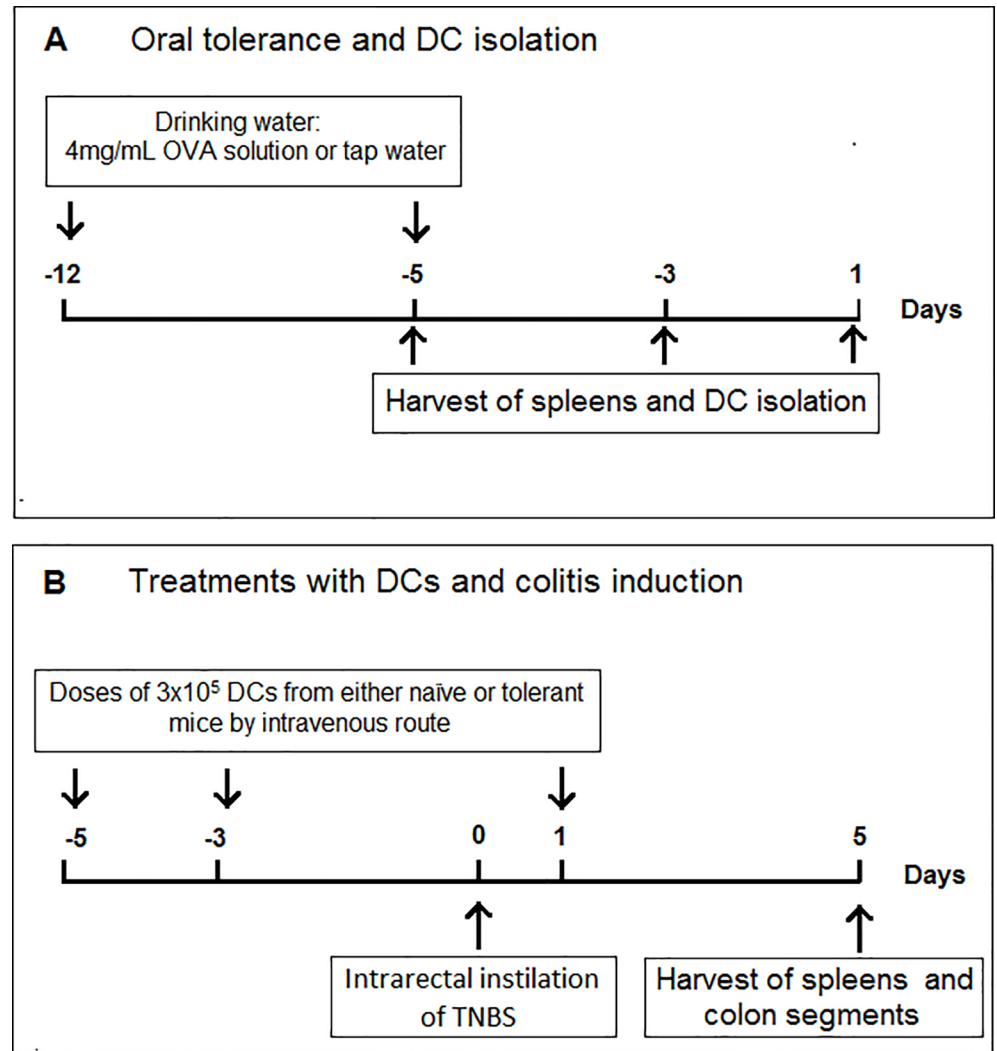 A Oral tolerance and DC isolation
Drinking water:
4mg/mL OVA solution or tap water
-12 -5 -3 1
Days
Harvest of spleens and DC isolation
B Treatments with DCs and colitis induction
Doses of 3x10⁵ DCs from either naïve or tolerant
mice by intravenous route
-5 -3 0 1 5
Days
Intrarectal instilation
of TNBS
Harvest of spleens and
colon segments